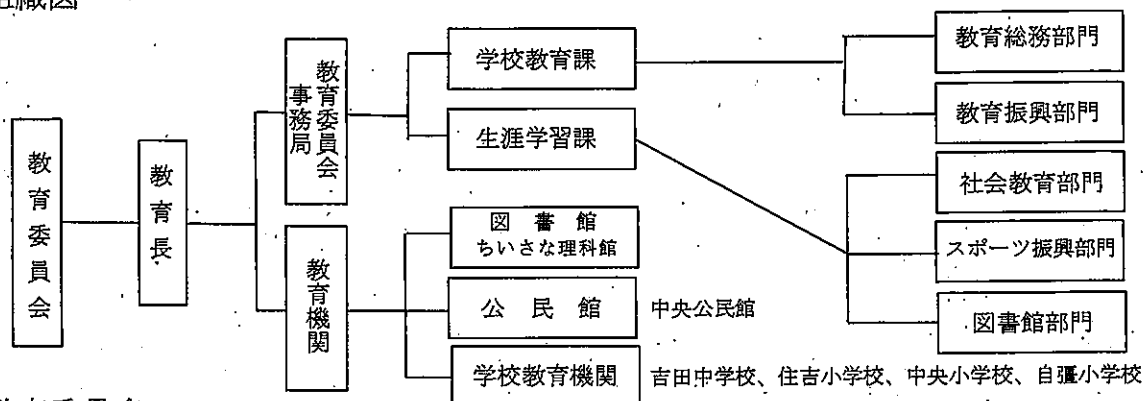 組織図
教育委員会
教育長
教育委員会
事務局
教育機関
学校教育課
生涯学習課
図書館
ちいさな理科館
公民館
中央公民館
学校教育機関
吉田中学校、住吉小学校、中央小学校、自彊小学校
教育総務部門
教育振興部門
社会教育部門
スポーツ振興部門
図書館部門